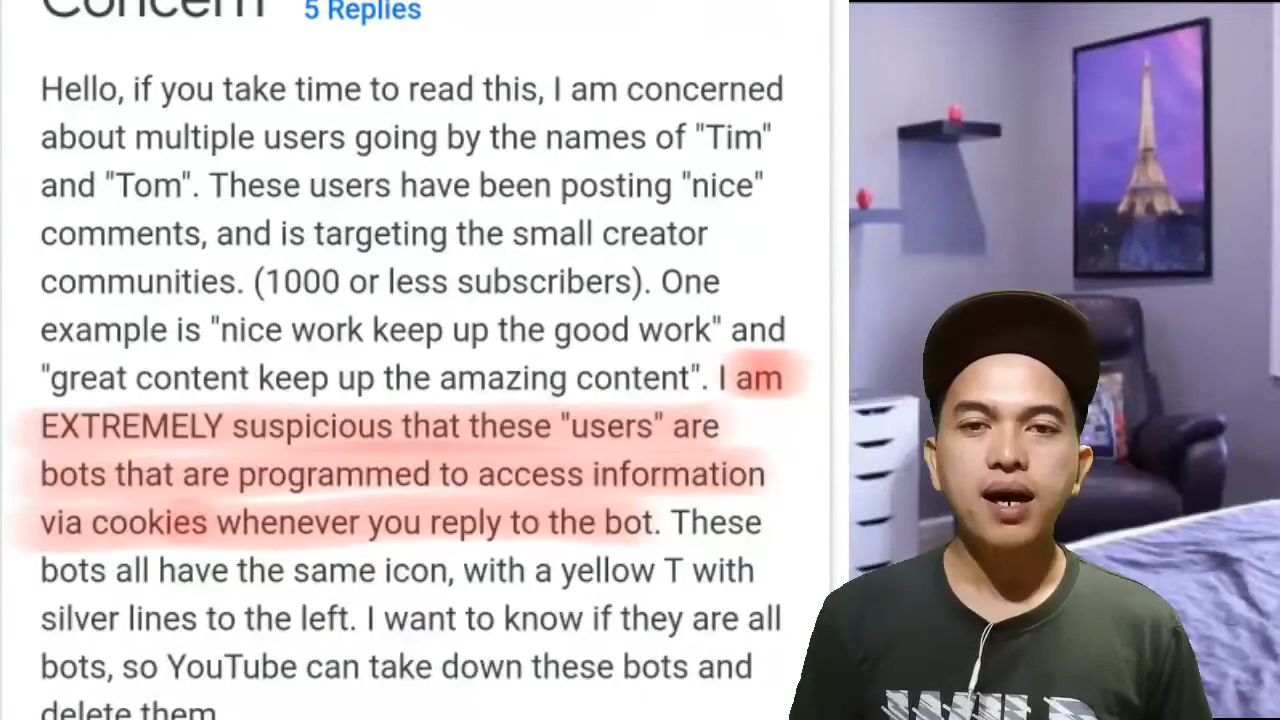 Concern 5 Replies
Hello, if you take time to read this, I am concerned
about multiple users going by the names of "Tim"
and "Tom". These users have been posting "nice"
comments, and is targeting the small creator
communities. (1000 or less subscribers). One
example is "nice work keep up the good work" and
"great content keep up the amazing content". I am
EXTREMELY suspicious that these "users" are
bots that are programmed to access information
via cookies whenever you reply to the bot. These
bots all have the same icon, with a yellow T with
silver lines to the left. I want to know if they are all
bots, so YouTube can take down these bots and
delete them